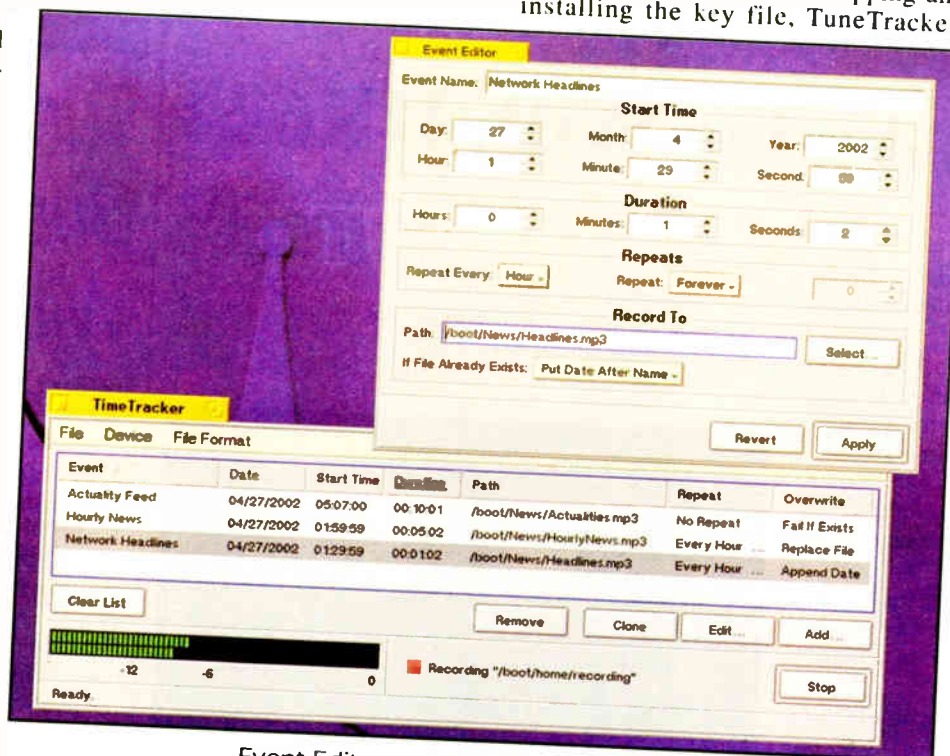 installing the key file, TuneTracke
Event Editor
Event Name: Network Headlines
Start Time
Day: 27 Month: 4 Year: 2002
Hour: 1 Minute: 29 Second: 59
Duration
Hours: 0 Minutes: 1 Seconds: 2
Repeats
Repeat Every: Hour Repeat: Forever 0
Record To
Path: /boot/News/Headlines.mp3 Select...
If File Already Exists: Put Date After Name
Revert Apply
TimeTracker
File Device File Format
Event Date Start Time Duration Path Repeat Overwrite
Actuality Feed 04/27/2002 05:07:00 00:10:01 /boot/News/Actualities.mp3 No Repeat Fail If Exists
Hourly News 04/27/2002 01:59:59 00:05:02 /boot/News/HourlyNews.mp3 Every Hour ... Replace File
Network Headlines 04/27/2002 01:29:59 00:01:02 /boot/News/Headlines.mp3 Every Hour ... Append Date
Clear List Remove Clone Edit... Add...
-12 -6 0 Recording "/boot/home/recording" Stop
Ready.